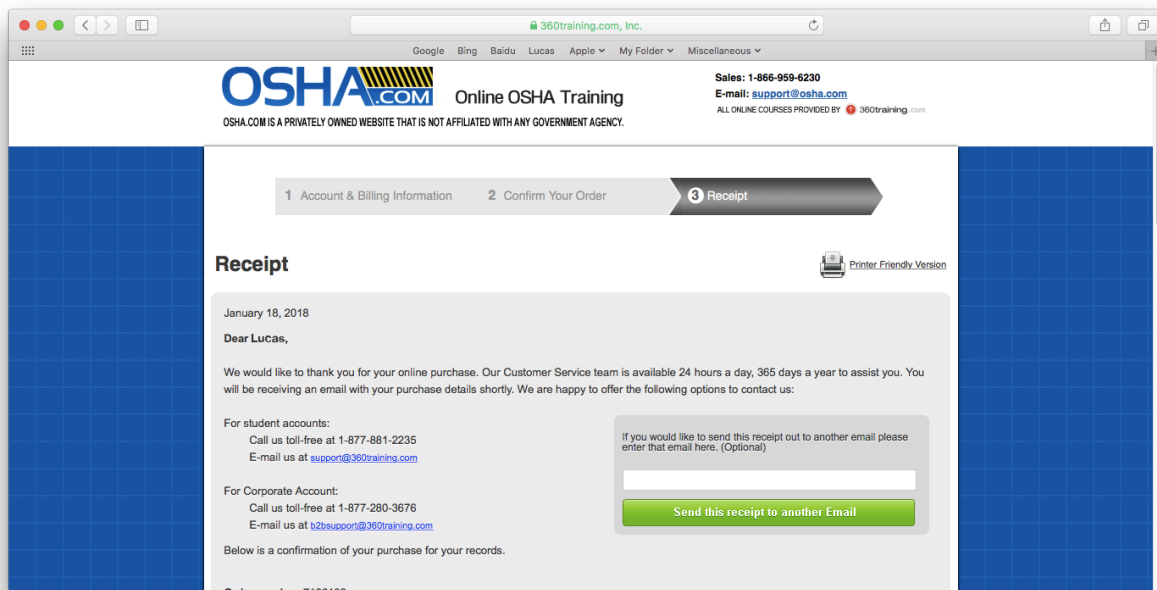 360training.com, Inc.
Google Bing Baidu Lucas Apple My Folder Miscellaneous
OSHA.COM Online OSHA Training
OSHA.COM IS A PRIVATELY OWNED WEBSITE THAT IS NOT AFFILIATED WITH ANY GOVERNMENT AGENCY.
Sales: 1-866-959-6230
E-mail: support@osha.com
ALL ONLINE COURSES PROVIDED BY 360training.com
1 Account & Billing Information 2 Confirm Your Order 3 Receipt
Receipt
Printer Friendly Version
January 18, 2018
Dear Lucas,
We would like to thank you for your online purchase. Our Customer Service team is available 24 hours a day, 365 days a year to assist you. You
will be receiving an email with your purchase details shortly. We are happy to offer the following options to contact us:
For student accounts:
Call us toll-free at 1-877-881-2235
E-mail us at support@360training.com
For Corporate Account:
Call us toll-free at 1-877-280-3676
E-mail us at b2bsupport@360training.com
Below is a confirmation of your purchase for your records.
If you would like to send this receipt out to another email please
enter that email here. (Optional)
Send this receipt to another Email